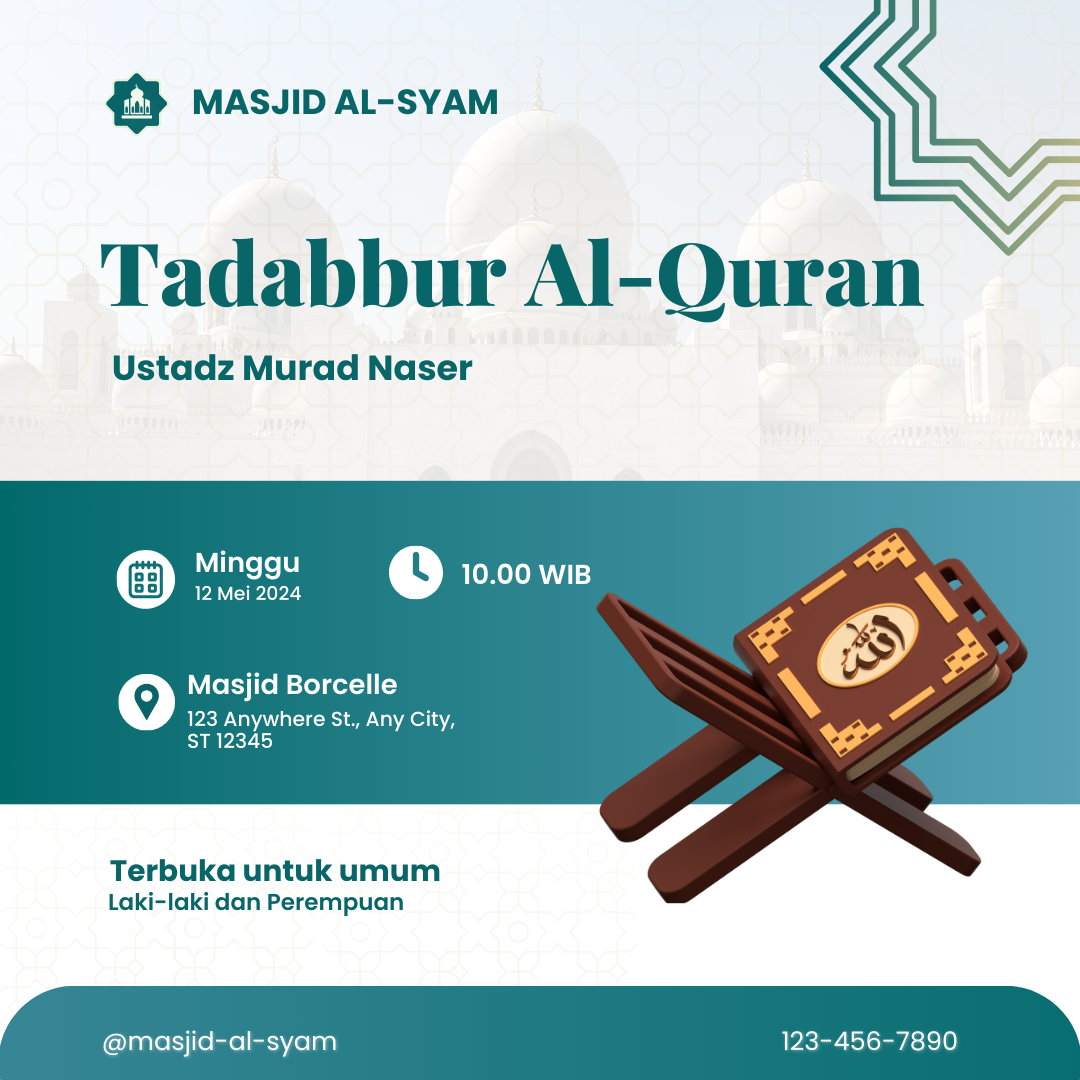 MASJID AL-SYAM
Tadabbur Al-Quran
Ustadz Murad Naser
Minggu
12 Mei 2024
10.00 WIB
Masjid Borcelle
123 Anywhere St., Any City,
ST 12345
الله
Terbuka untuk umum
Laki-laki dan Perempuan
@masjid-al-syam
123-456-7890